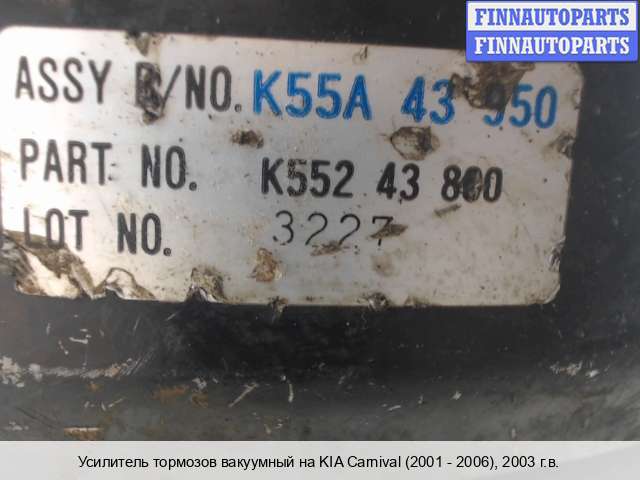 FINNAUTOPARTS
FINNAUTOPARTS
ASSY P/NO. K55A 43 950
PART NO. K552 43 800
LOT NO. 3227
Усилитель тормозов вакуумный на KIA Carnival (2001 - 2006), 2003 г.в.